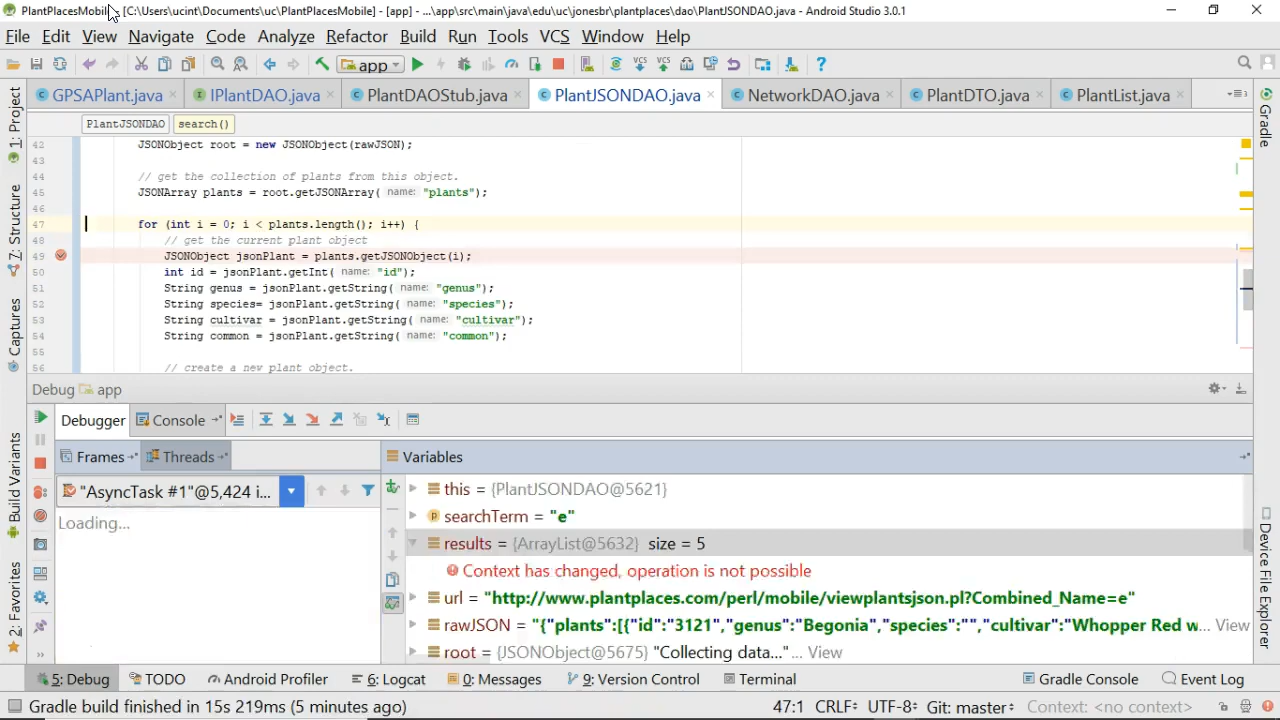 PlantPlacesMobile - [C:\Users\ucint\Documents\uc\PlantPlacesMobile] - [app] - ...\app\src\main\java\edu\uc\jonesbr\plantplaces\dao\PlantJSONDAO.java - Android Studio 3.0.1
File Edit View Navigate Code Analyze Refactor Build Run Tools VCS Window Help
app
GPSAPlant.java IPlantDAO.java PlantDAOStub.java PlantJSONDAO.java NetworkDAO.java PlantDTO.java PlantList.java
PlantJSONDAO search()
42 JSONObject root = new JSONObject(rawJSON);
43
44 // get the collection of plants from this object.
45 JSONArray plants = root.getJSONArray( name: "plants");
46
47 for (int i = 0; i < plants.length(); i++) {
48 // get the current plant object
49 JSONObject jsonPlant = plants.getJSONObject(i);
50 int id = jsonPlant.getInt( name: "id");
51 String genus = jsonPlant.getString( name: "genus");
52 String species= jsonPlant.getString( name: "species");
53 String cultivar = jsonPlant.getString( name: "cultivar");
54 String common = jsonPlant.getString( name: "common");
55
56 // create a new plant object.
1: Project
7: Structure
Captures
Build Variants
2: Favorites
Gradle
Device File Explorer
Debug app
Debugger Console
Frames Threads Variables
"AsyncTask #1"@5,424 i...
Loading...
this = {PlantJSONDAO@5621}
searchTerm = "e"
results = {ArrayList@5632} size = 5
Context has changed, operation is not possible
url = "http://www.plantplaces.com/perl/mobile/viewplantsjson.pl?Combined_Name=e"
rawJSON = "{"plants":[{"id":"3121","genus":"Begonia","species":"","cultivar":"Whopper Red w... View
root = {JSONObject@5675} "Collecting data..." View
5: Debug TODO Android Profiler 6: Logcat 0: Messages 9: Version Control Terminal Gradle Console Event Log
Gradle build finished in 15s 219ms (5 minutes ago) 47:1 CRLF UTF-8 Git: master Context: <no context>